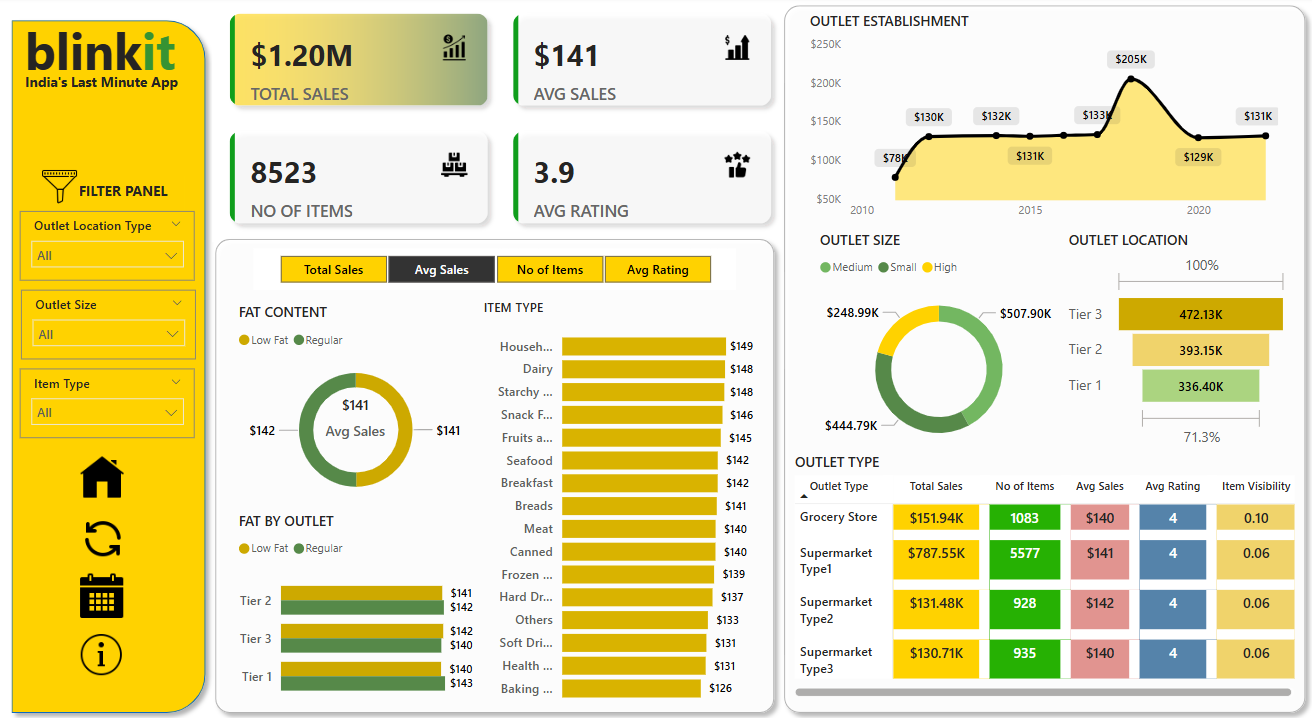 blinkit
India's Last Minute App
FILTER PANEL
Outlet Location Type
All
Outlet Size
All
Item Type
All
$1.20M
TOTAL SALES
$141
AVG SALES
8523
NO OF ITEMS
3.9
AVG RATING
Total Sales
Avg Sales
No of Items
Avg Rating
FAT CONTENT
Low Fat Regular
$141
Avg Sales
$142
$141
FAT BY OUTLET
Low Fat Regular
Tier 2 $141
$142
Tier 3 $142
$140
Tier 1 $140
$143
ITEM TYPE
Househ... $149
Dairy $148
Starchy ... $148
Snack F... $146
Fruits a... $145
Seafood $142
Breakfast $142
Breads $141
Meat $140
Canned $140
Frozen ... $139
Hard Dr... $137
Others $133
Soft Dri... $131
Health ... $131
Baking ... $126
OUTLET ESTABLISHMENT
$250K
$200K
$150K
$100K
$50K
$78K
$130K
$132K
$131K
$133K
$205K
$129K
$131K
2010 2015 2020
OUTLET SIZE
Medium Small High
$248.99K
$507.90K
$444.79K
OUTLET LOCATION
100%
Tier 3 472.13K
Tier 2 393.15K
Tier 1 336.40K
71.3%
OUTLET TYPE
Outlet Type Total Sales No of Items Avg Sales Avg Rating Item Visibility
Grocery Store $151.94K 1083 $140 4 0.10
Supermarket Type1 $787.55K 5577 $141 4 0.06
Supermarket Type2 $131.48K 928 $142 4 0.06
Supermarket Type3 $130.71K 935 $140 4 0.06